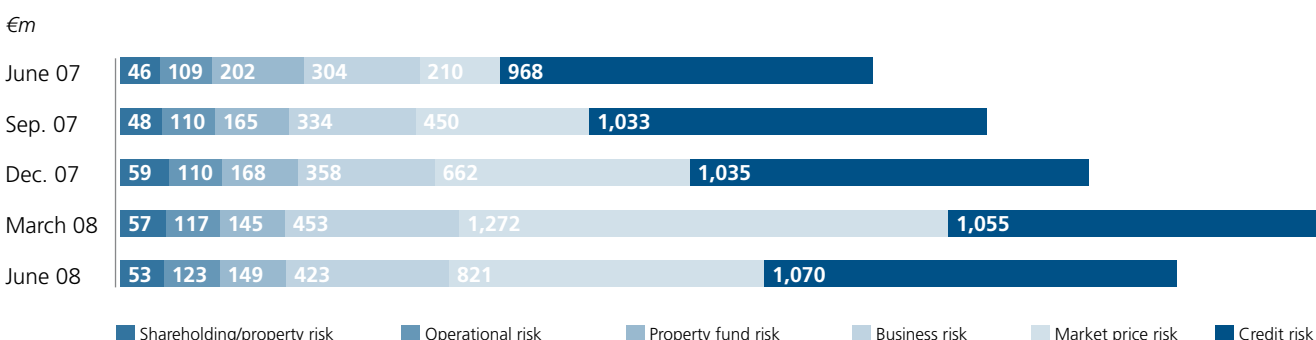 €m
June 07 46 109 202 304 210 968
Sep. 07 48 110 165 334 450 1,033
Dec. 07 59 110 168 358 662 1,035
March 08 57 117 145 453 1,272 1,055
June 08 53 123 149 423 821 1,070
Shareholding/property risk Operational risk Property fund risk Business risk Market price risk Credit risk